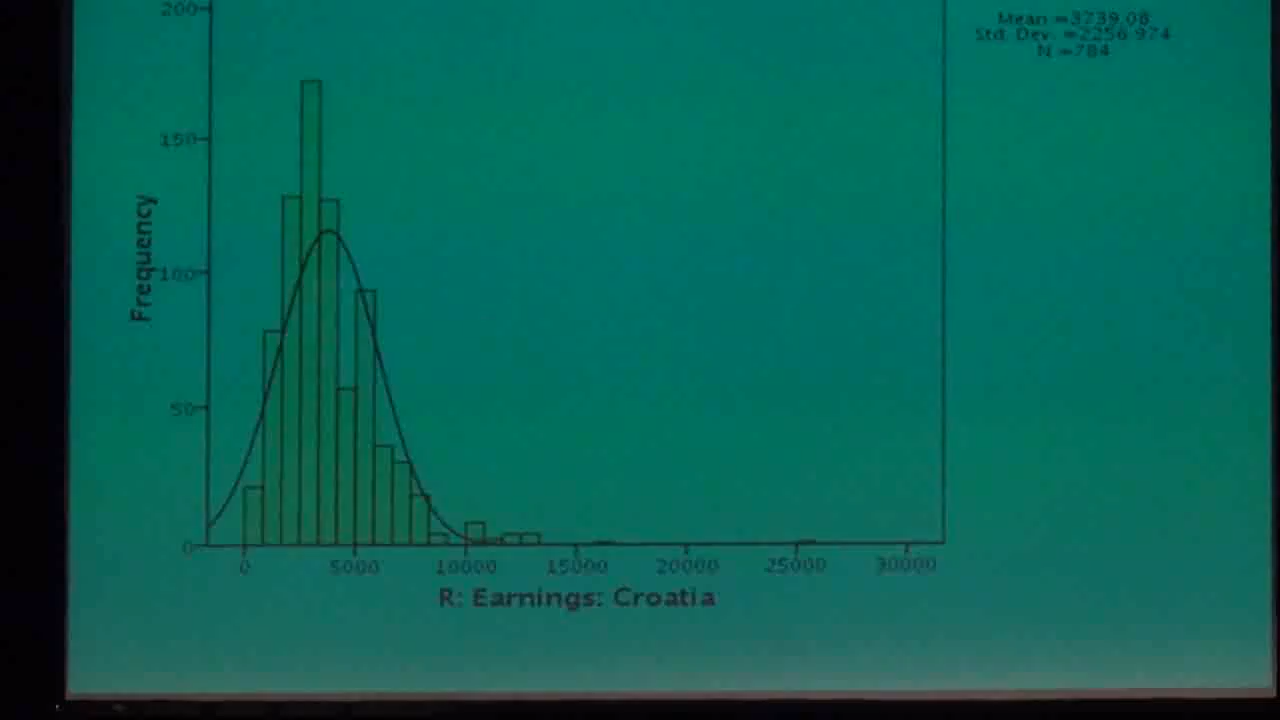 200
Mean =3739.08
Std. Dev. =2256.974
N =784
150
Frequency
100
50
0
0 5000 10000 15000 20000 25000 30000
R: Earnings: Croatia